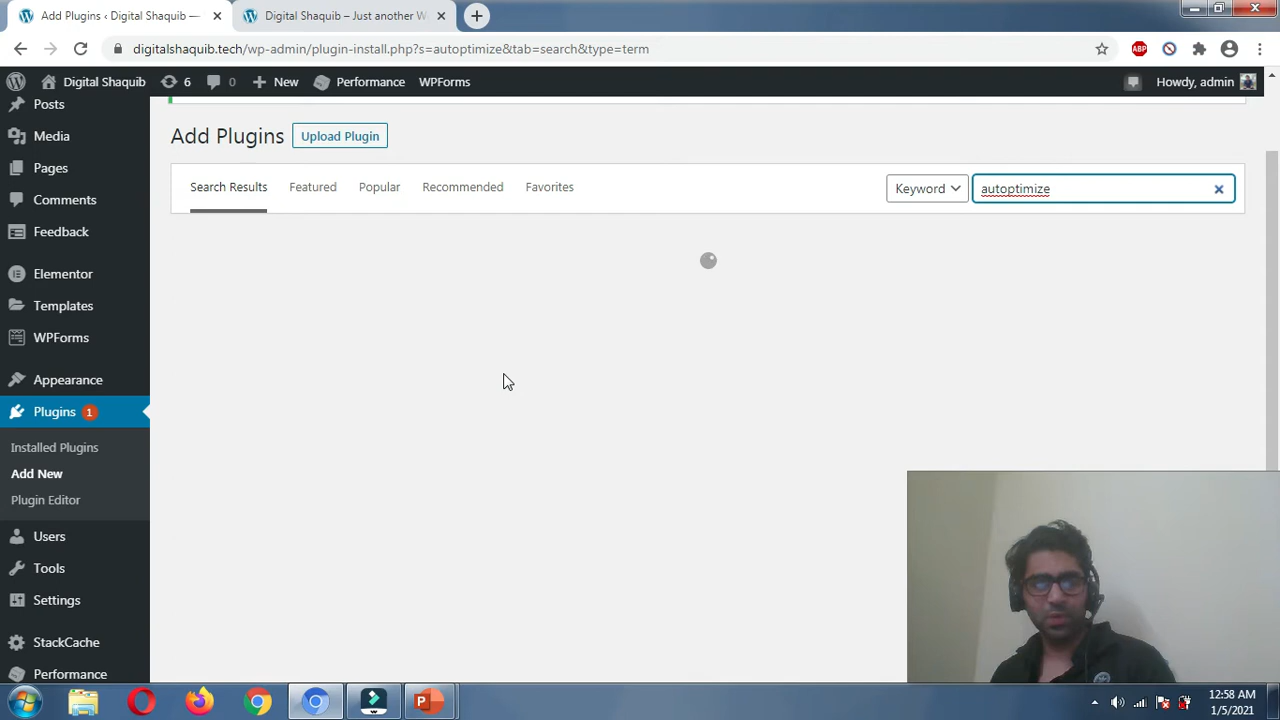 Add Plugins ‹ Digital Shaquib —
Digital Shaquib – Just another W
digitalshaquib.tech/wp-admin/plugin-install.php?s=autoptimize&tab=search&type=term
ABP
Digital Shaquib
6
0
New
Performance
WPForms
Howdy, admin
Posts
Media
Pages
Comments
Feedback
Elementor
Templates
WPForms
Appearance
Plugins 1
Installed Plugins
Add New
Plugin Editor
Users
Tools
Settings
StackCache
Performance
Add Plugins
Upload Plugin
Search Results
Featured
Popular
Recommended
Favorites
Keyword
autoptimize
12:58 AM
1/5/2021